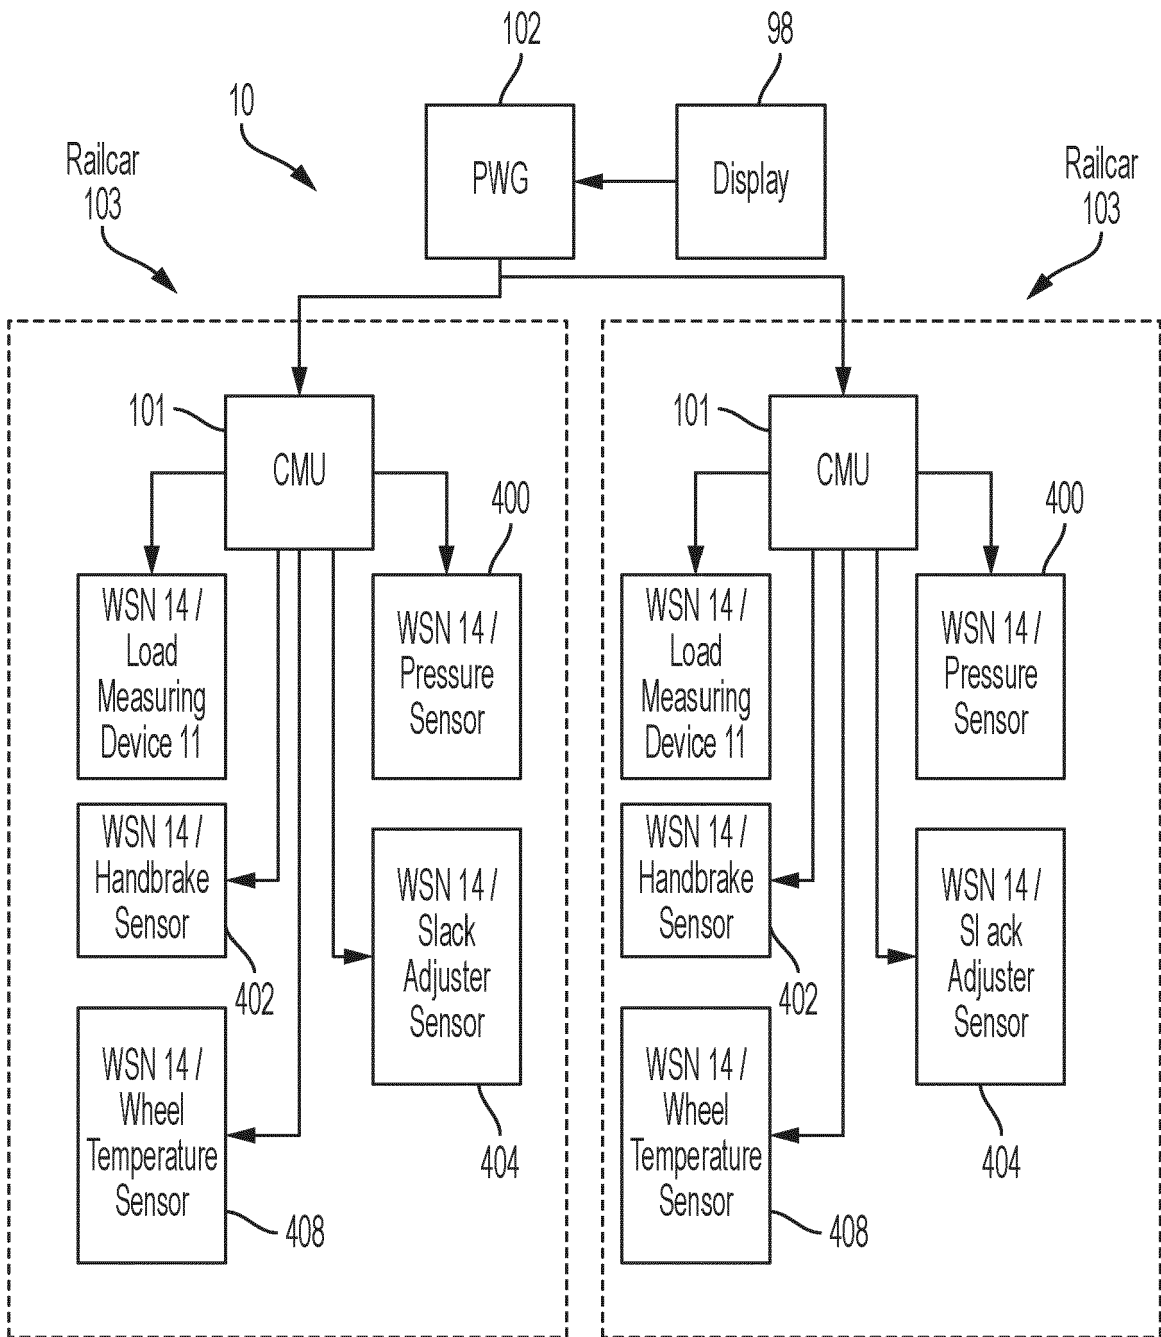 102
98
10
Railcar
103
PWG
Display
Railcar
103
101
CMU
400
WSN 14 /
Load
Measuring
Device 11
WSN 14 /
Pressure
Sensor
WSN 14 /
Handbrake
Sensor
402
WSN 14 /
Slack
Adjuster
Sensor
404
WSN 14 /
Wheel
Temperature
Sensor
408
101
CMU
400
WSN 14 /
Load
Measuring
Device 11
WSN 14 /
Pressure
Sensor
WSN 14 /
Handbrake
Sensor
402
WSN 14 /
Sl ack
Adjuster
Sensor
404
WSN 14 /
Wheel
Temperature
Sensor
408